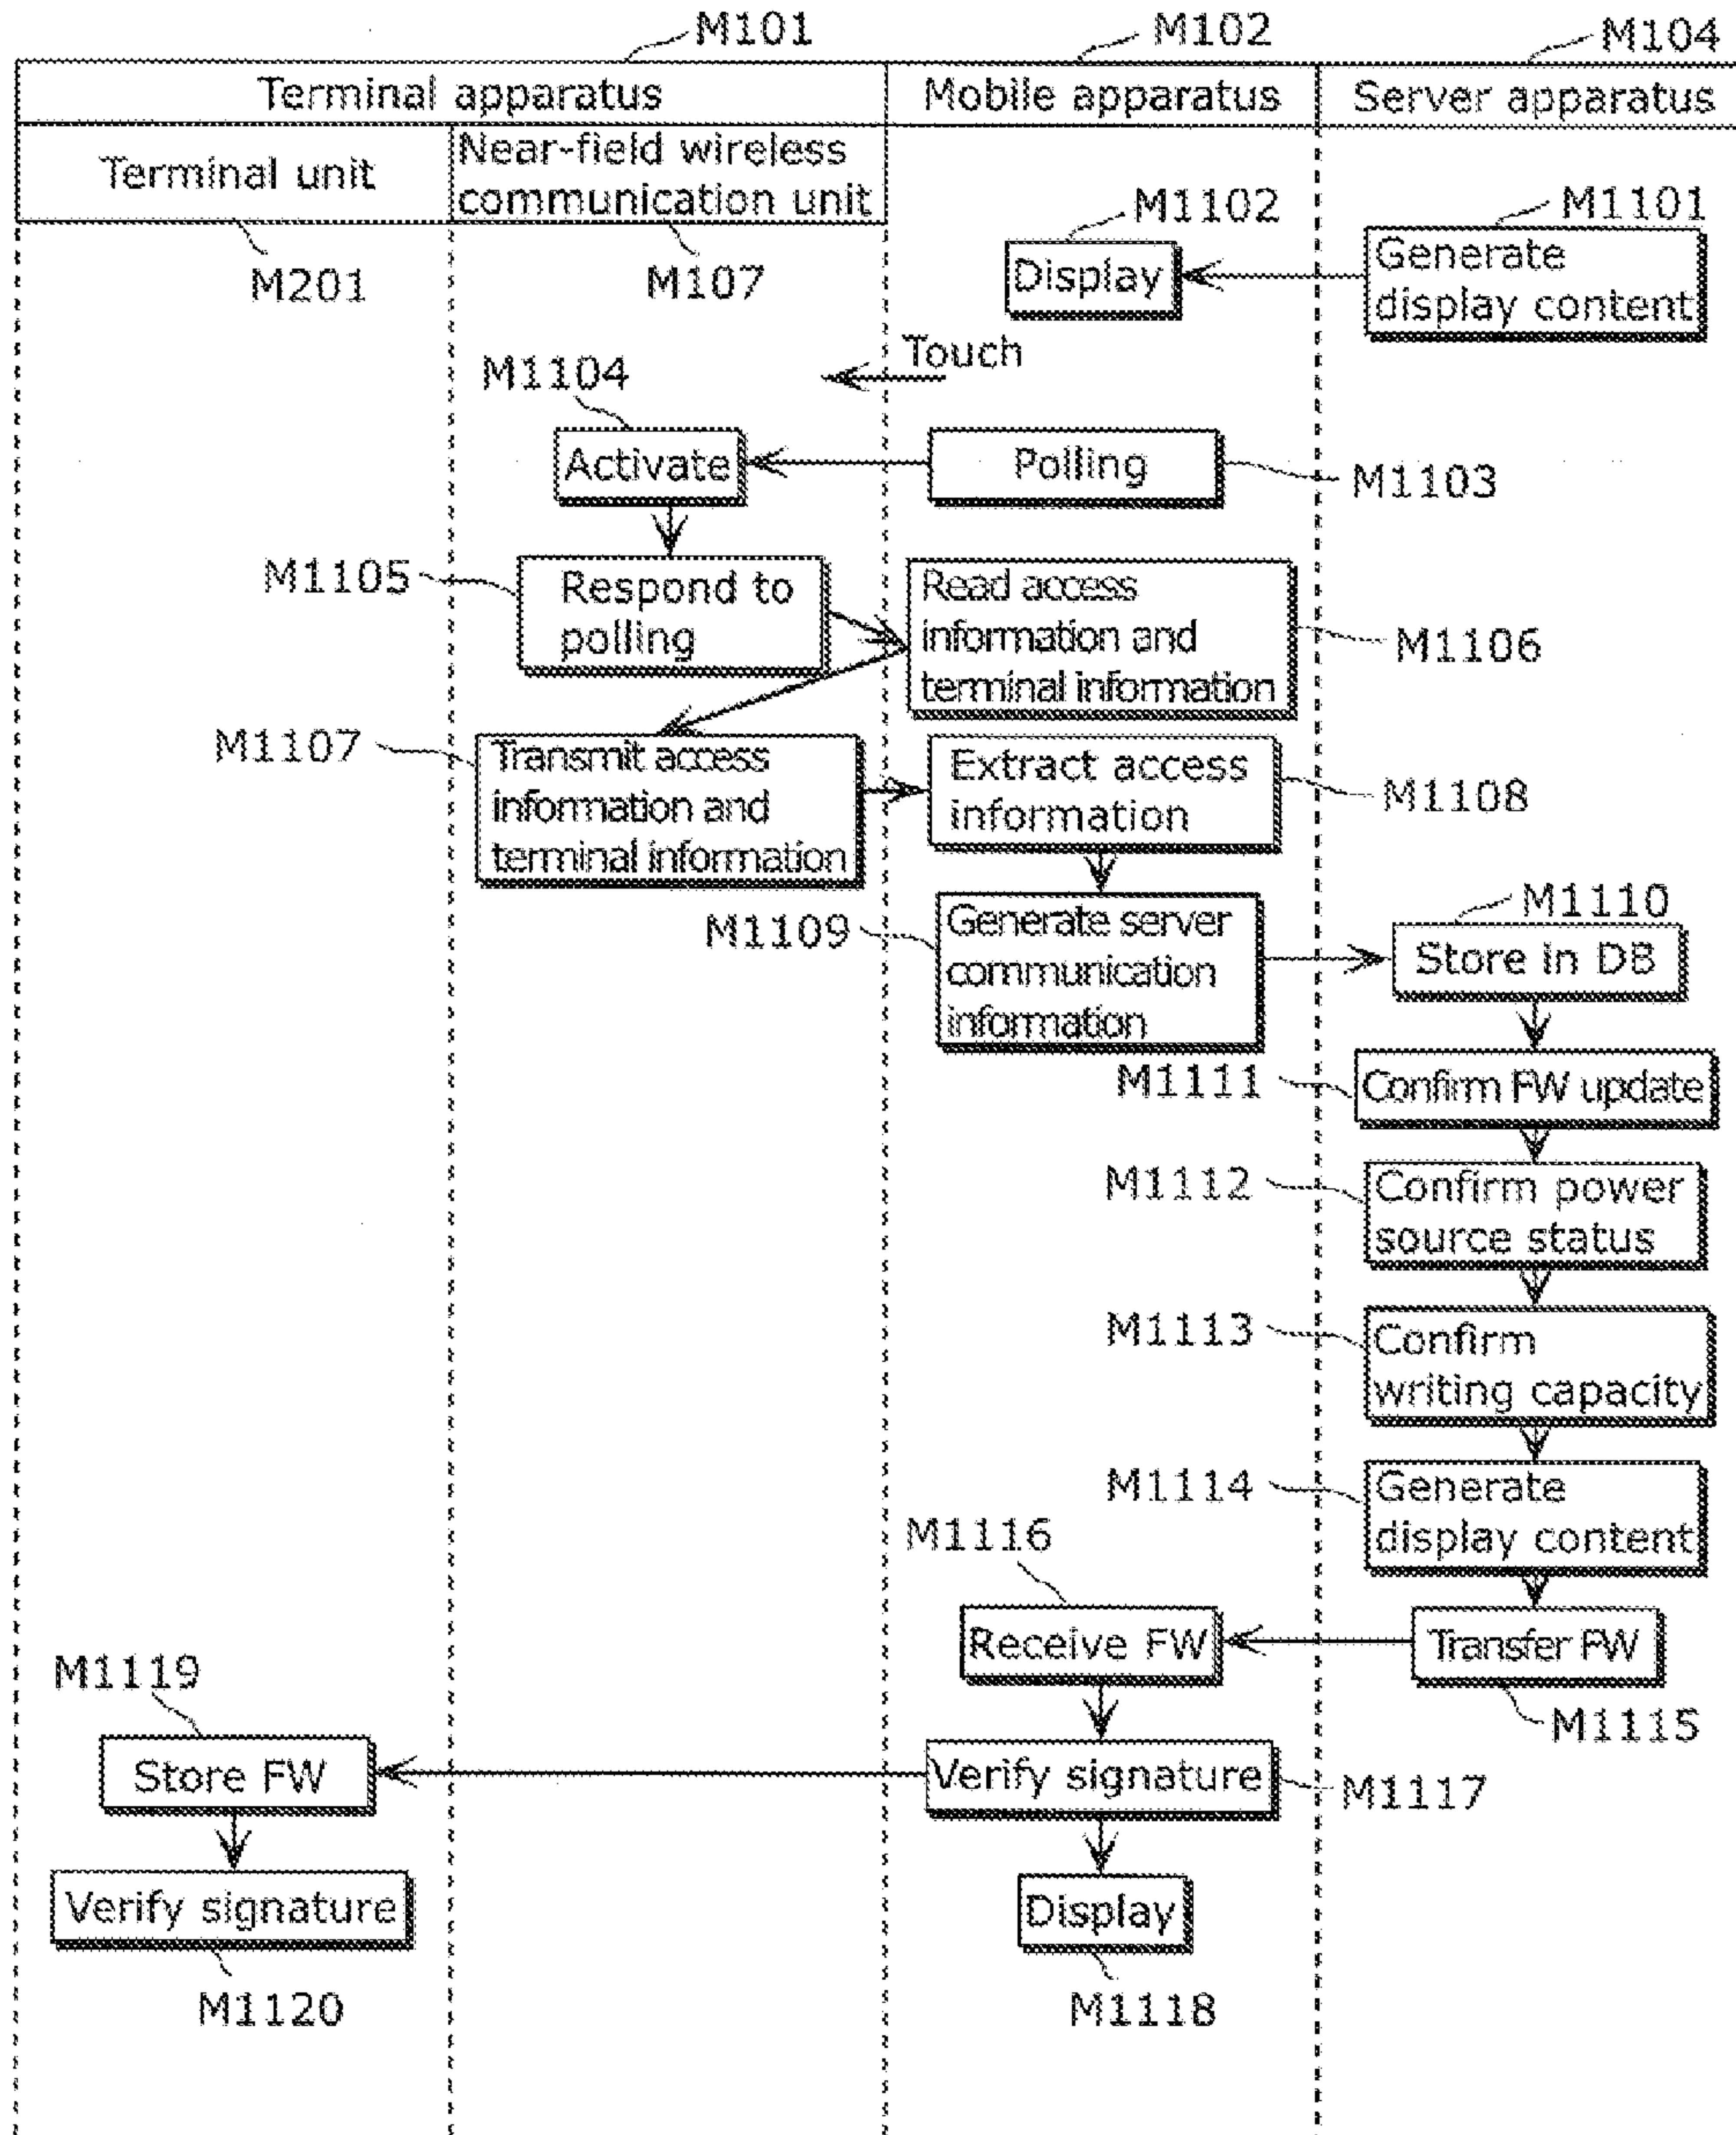 M101
M102
M104
Terminal apparatus
Mobile apparatus
Server apparatus
Terminal unit
Near-field wireless
communication unit
M201
M107
M1102
M1101
Display
Generate
display content
Touch
M1104
Activate
Polling
M1103
M1105
Respond to
polling
Read access
information and
terminal information
M1106
M1107
Transmit access
information and
terminal information
Extract access
information
M1108
M1109
Generate server
communication
information
M1110
Store in DB
M1111
Confirm FW update
M1112
Confirm power
source status
M1113
Confirm
writing capacity
M1114
Generate
display content
M1116
Receive FW
Transfer FW
M1115
M1119
Store FW
Verify signature
M1117
Verify signature
M1120
Display
M1118